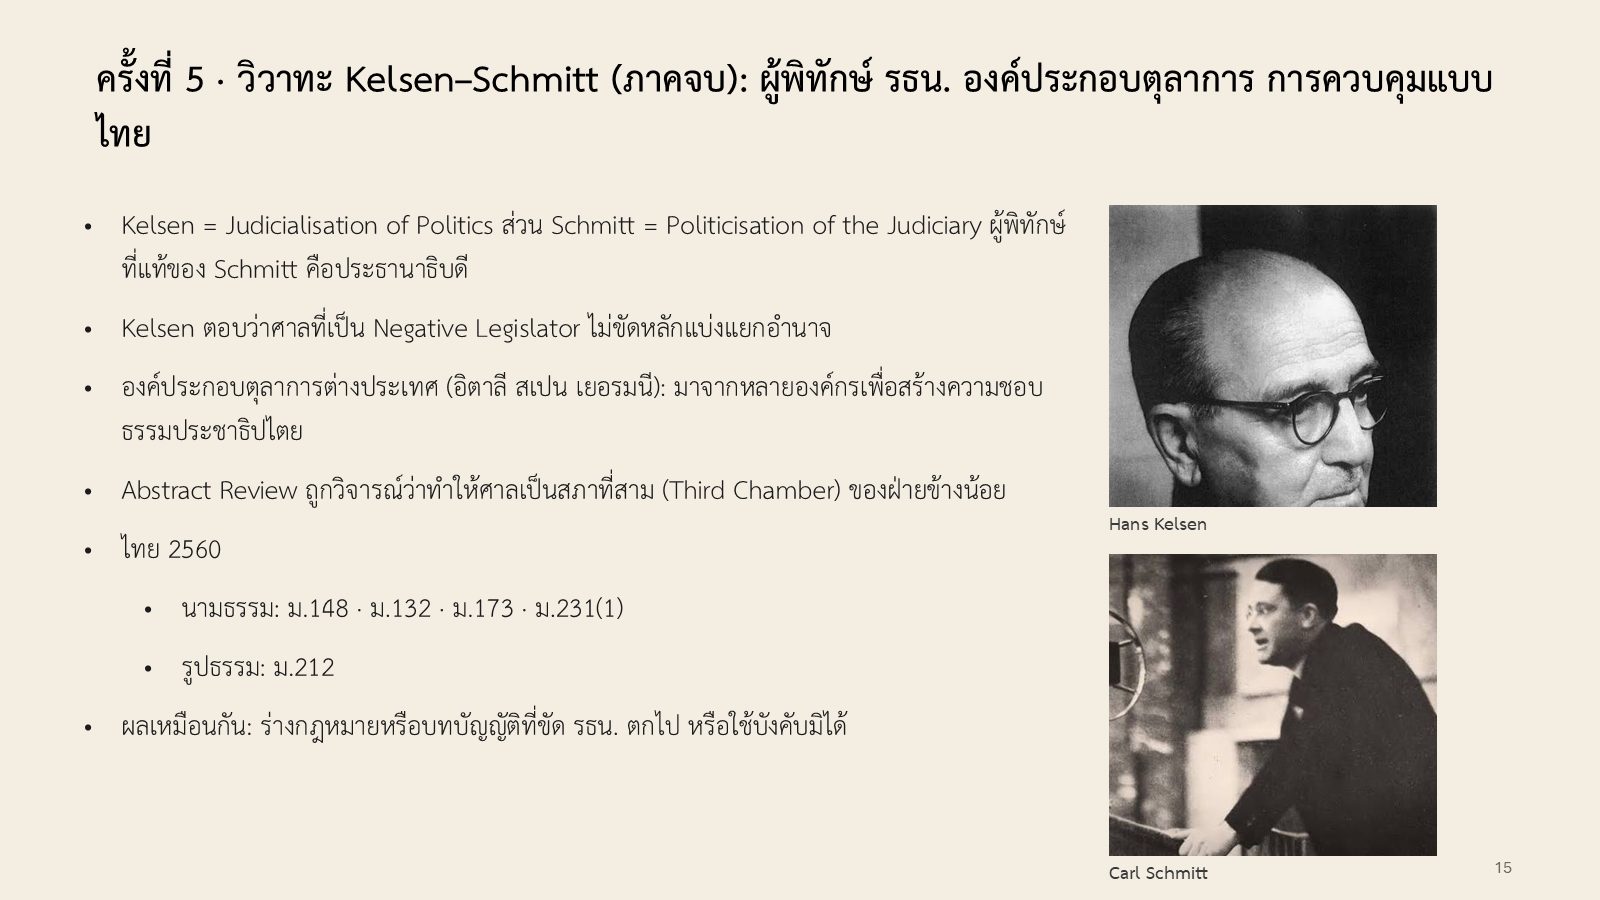 ครั้งที่ 5 · วิวาทะ Kelsen–Schmitt (ภาคจบ): ผู้พิทักษ์ รธน. องค์ประกอบตุลาการ การควบคุมแบบ
ไทย
• Kelsen = Judicialisation of Politics ส่วน Schmitt = Politicisation of the Judiciary ผู้พิทักษ์
ที่แท้ของ Schmitt คือประธานาธิบดี
• Kelsen ตอบว่าศาลที่เป็น Negative Legislator ไม่ขัดหลักแบ่งแยกอำนาจ
• องค์ประกอบตุลาการต่างประเทศ (อิตาลี สเปน เยอรมนี): มาจากหลายองค์กรเพื่อสร้างความชอบ
ธรรมประชาธิปไตย
• Abstract Review ถูกวิจารณ์ว่าทำให้ศาลเป็นสภาที่สาม (Third Chamber) ของฝ่ายข้างน้อย
• ไทย 2560
• นามธรรม: ม.148 · ม.132 · ม.173 · ม.231(1)
• รูปธรรม: ม.212
• ผลเหมือนกัน: ร่างกฎหมายหรือบทบัญญัติที่ขัด รธน. ตกไป หรือใช้บังคับมิได้
Hans Kelsen
Carl Schmitt
15